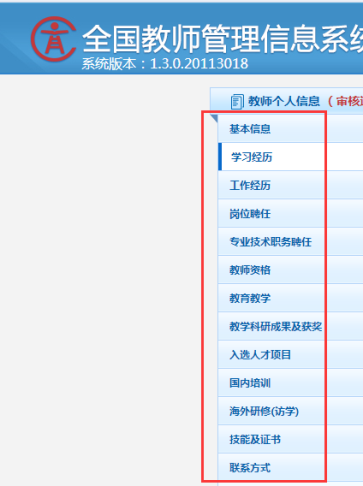 全国教师管理信息系统
系统版本：1.3.0.20113018
教师个人信息（审核
基本信息
学习经历
工作经历
岗位聘任
专业技术职务聘任
教师资格
教育教学
教学科研成果及获奖
入选人才项目
国内培训
海外研修(访学)
技能及证书
联系方式